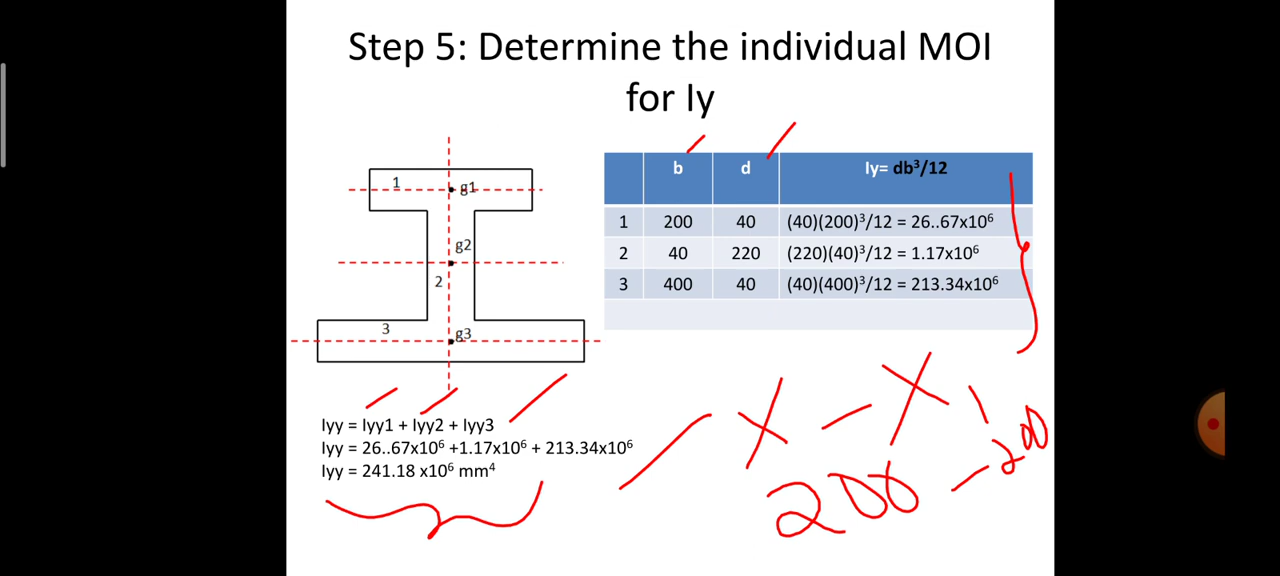 Step 5: Determine the individual MOI
for Iy
1
g1
g2
2
3
g3
b d Iy= db³/12
1 200 40 (40)(200)³/12 = 26..67x10⁶
2 40 220 (220)(40)³/12 = 1.17x10⁶
3 400 40 (40)(400)³/12 = 213.34x10⁶
Iyy = Iyy1 + Iyy2 + Iyy3
Iyy = 26..67x10⁶ +1.17x10⁶ + 213.34x10⁶
Iyy = 241.18 x10⁶ mm⁴
X - X,
200 - 200